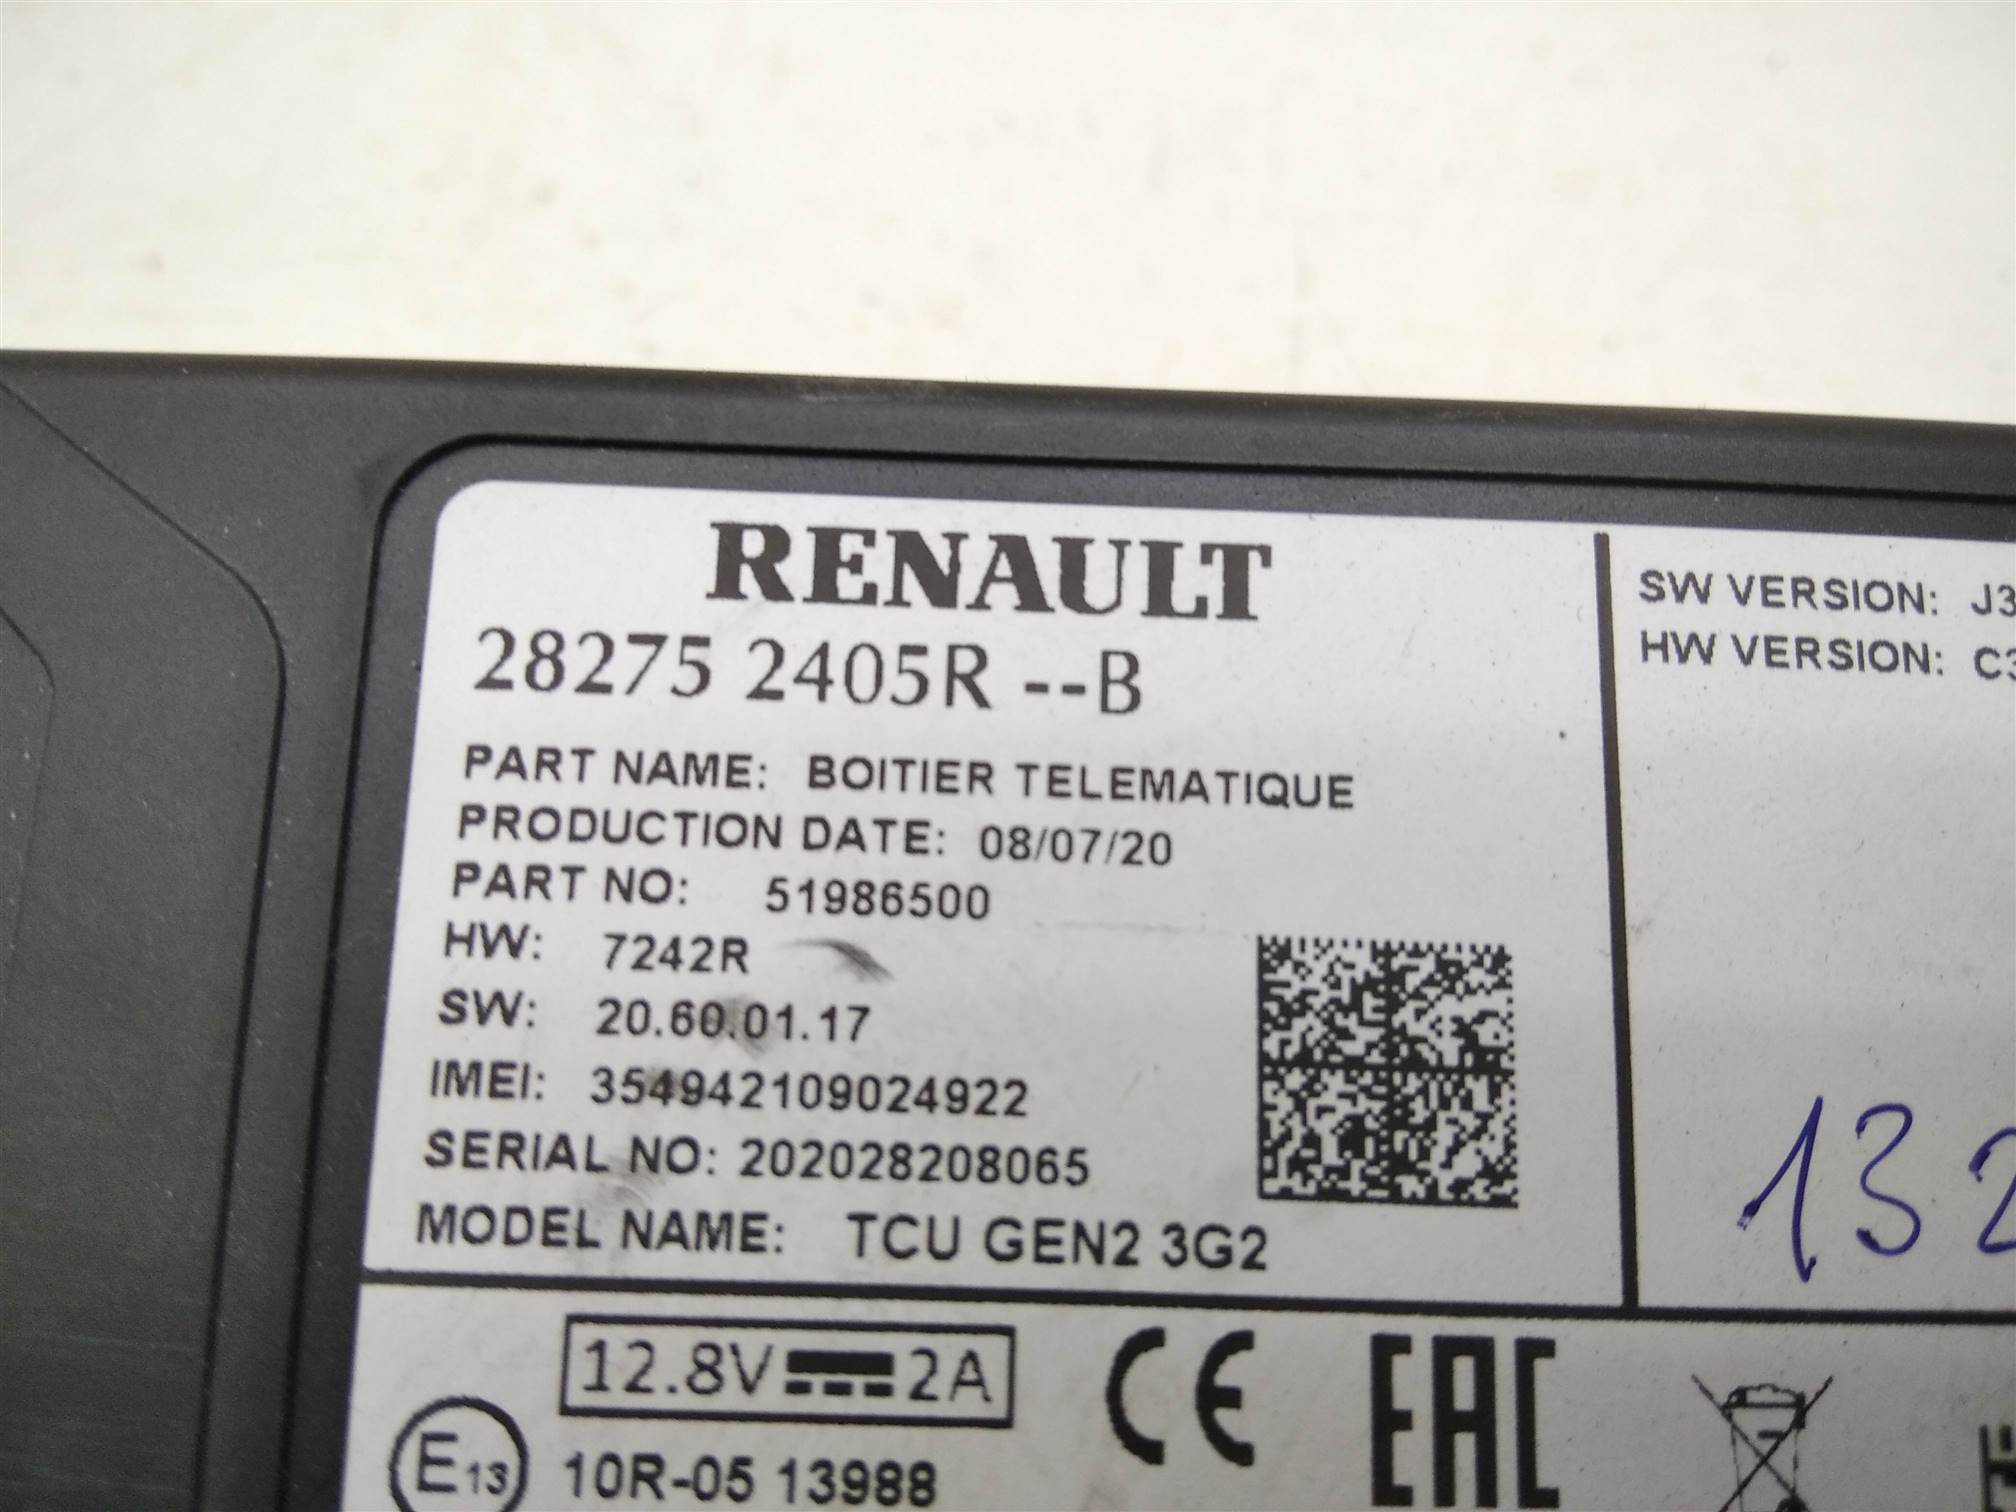 RENAULT
28275 2405R --B
PART NAME: BOITIER TELEMATIQUE
PRODUCTION DATE: 08/07/20
PART NO: 51986500
HW: 7242R
SW: 20.60.01.17
IMEI: 354942109024922
SERIAL NO: 202028208065
MODEL NAME: TCU GEN2 3G2
SW VERSION: J3
HW VERSION: C3
132
12.8V 2A
CE
EAC
E13
10R-05 13988